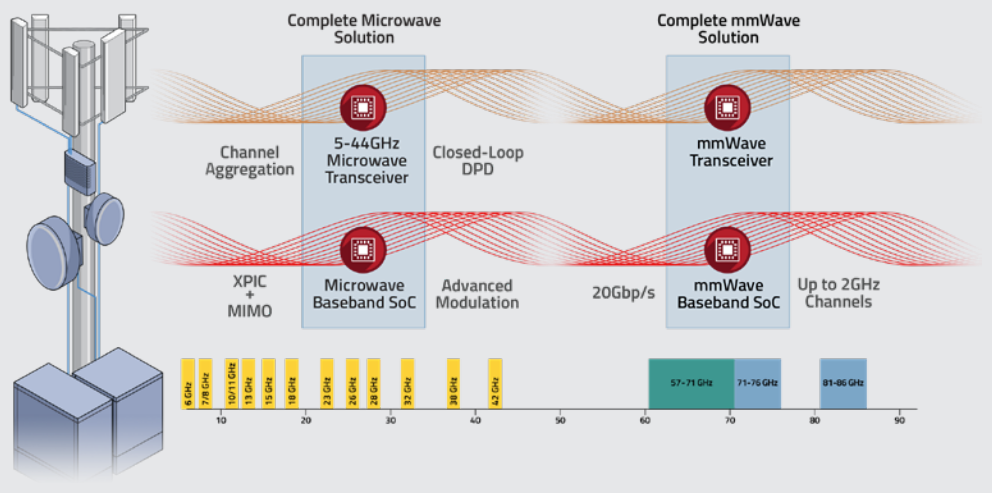 Complete Microwave
Solution
Complete mmWave
Solution
Channel
Aggregation
5-44GHz
Microwave
Transceiver
Closed-Loop
DPD
mmWave
Transceiver
XPIC
+
MIMO
Microwave
Baseband SoC
Advanced
Modulation
20Gbp/s
mmWave
Baseband SoC
Up to 2GHz
Channels
6 GHz
7/8 GHz
10/11 GHz
13 GHz
15 GHz
18 GHz
23 GHz
26 GHz
28 GHz
32 GHz
38 GHz
42 GHz
57-71 GHz
71-76 GHz
81-86 GHz
10 20 30 40 50 60 70 80 90